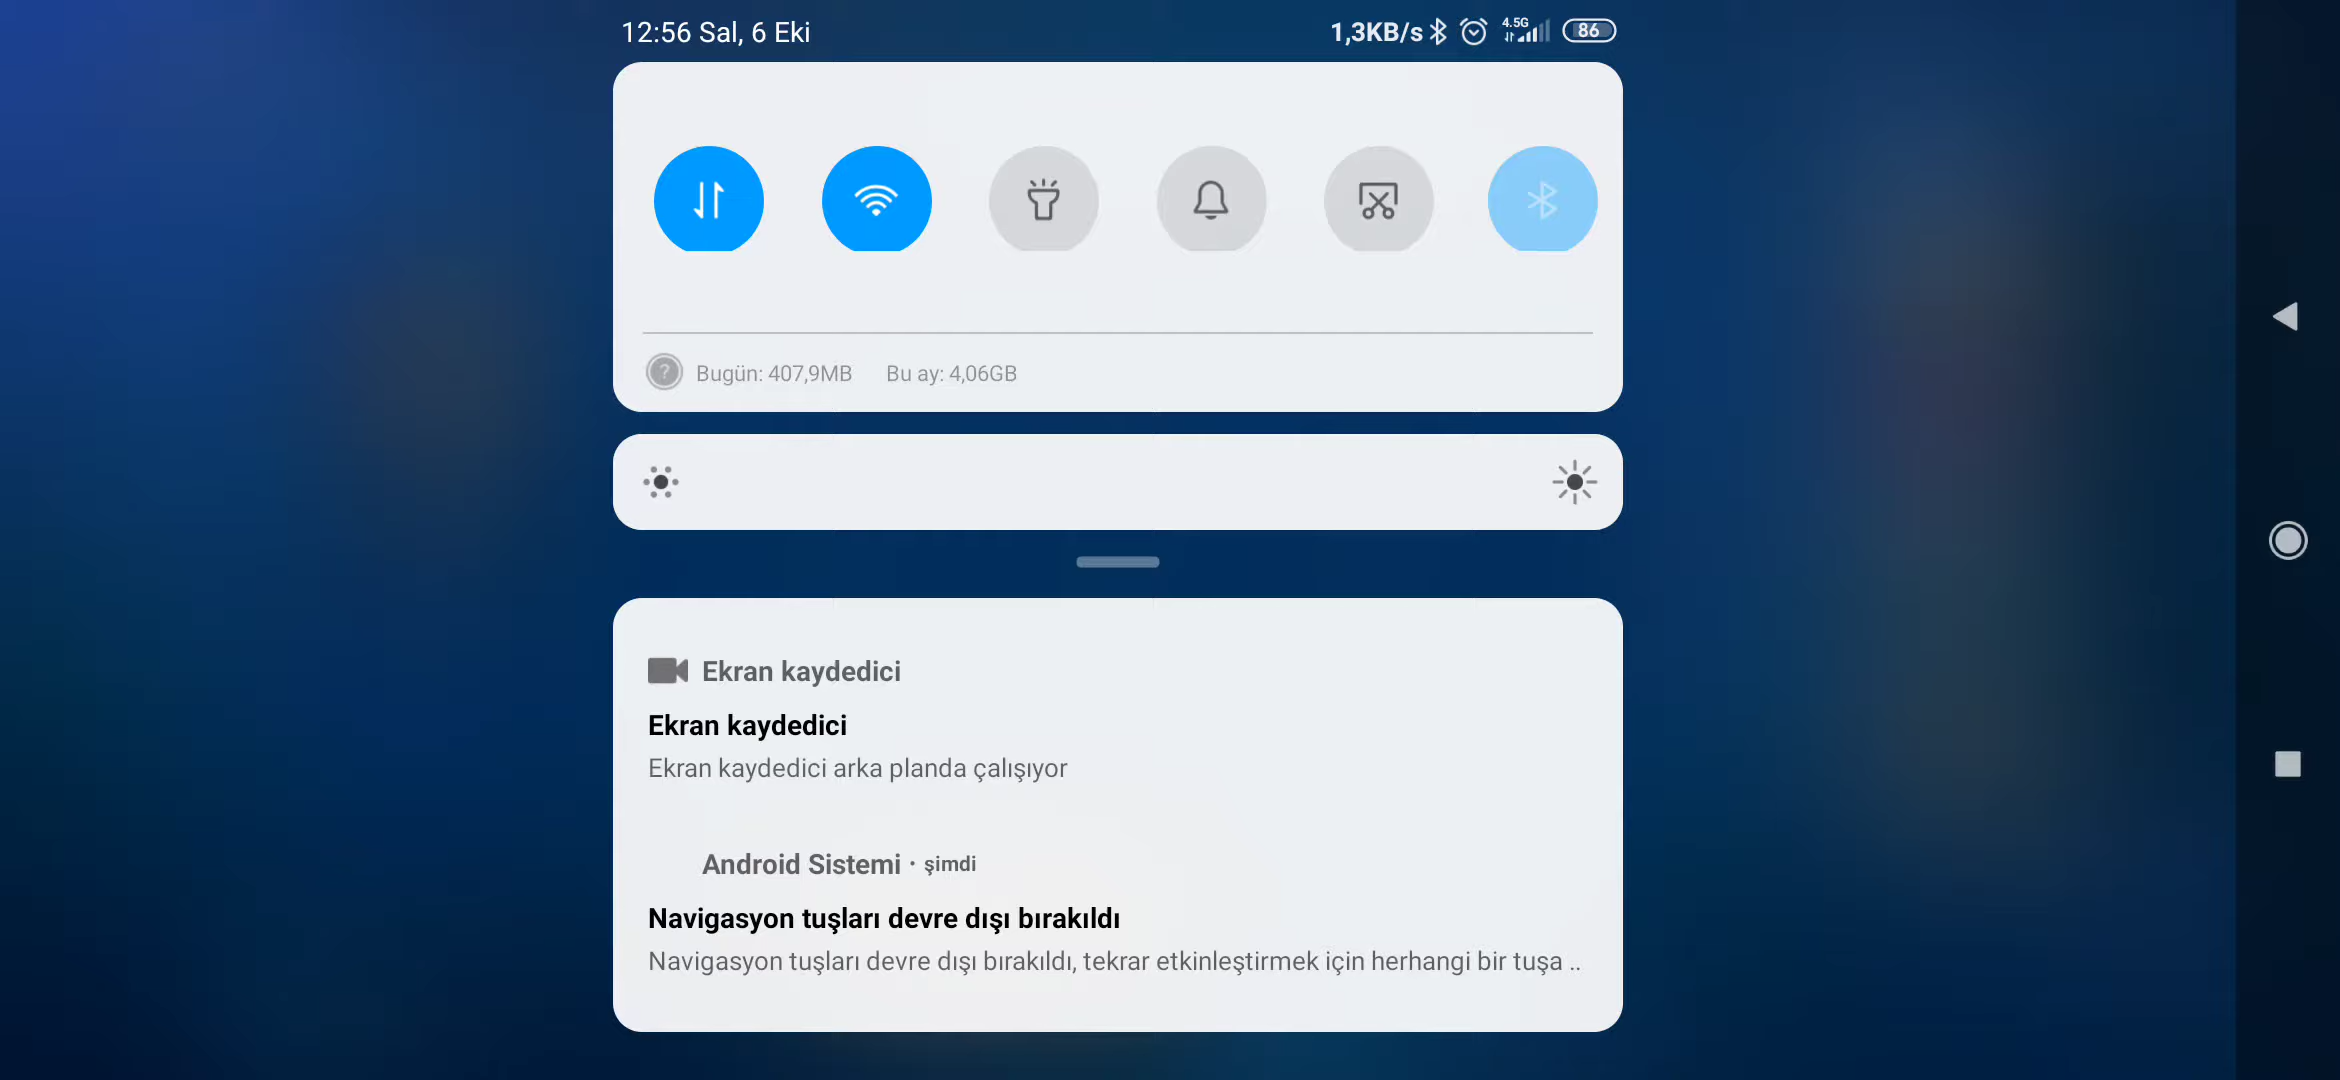 12:56 Sal, 6 Eki
1,3KB/s 4.5G 86
Bugün: 407,9MB Bu ay: 4,06GB
Ekran kaydedici
Ekran kaydedici
Ekran kaydedici arka planda çalışıyor
Android Sistemi · şimdi
Navigasyon tuşları devre dışı bırakıldı
Navigasyon tuşları devre dışı bırakıldı, tekrar etkinleştirmek için herhangi bir tuşa ..